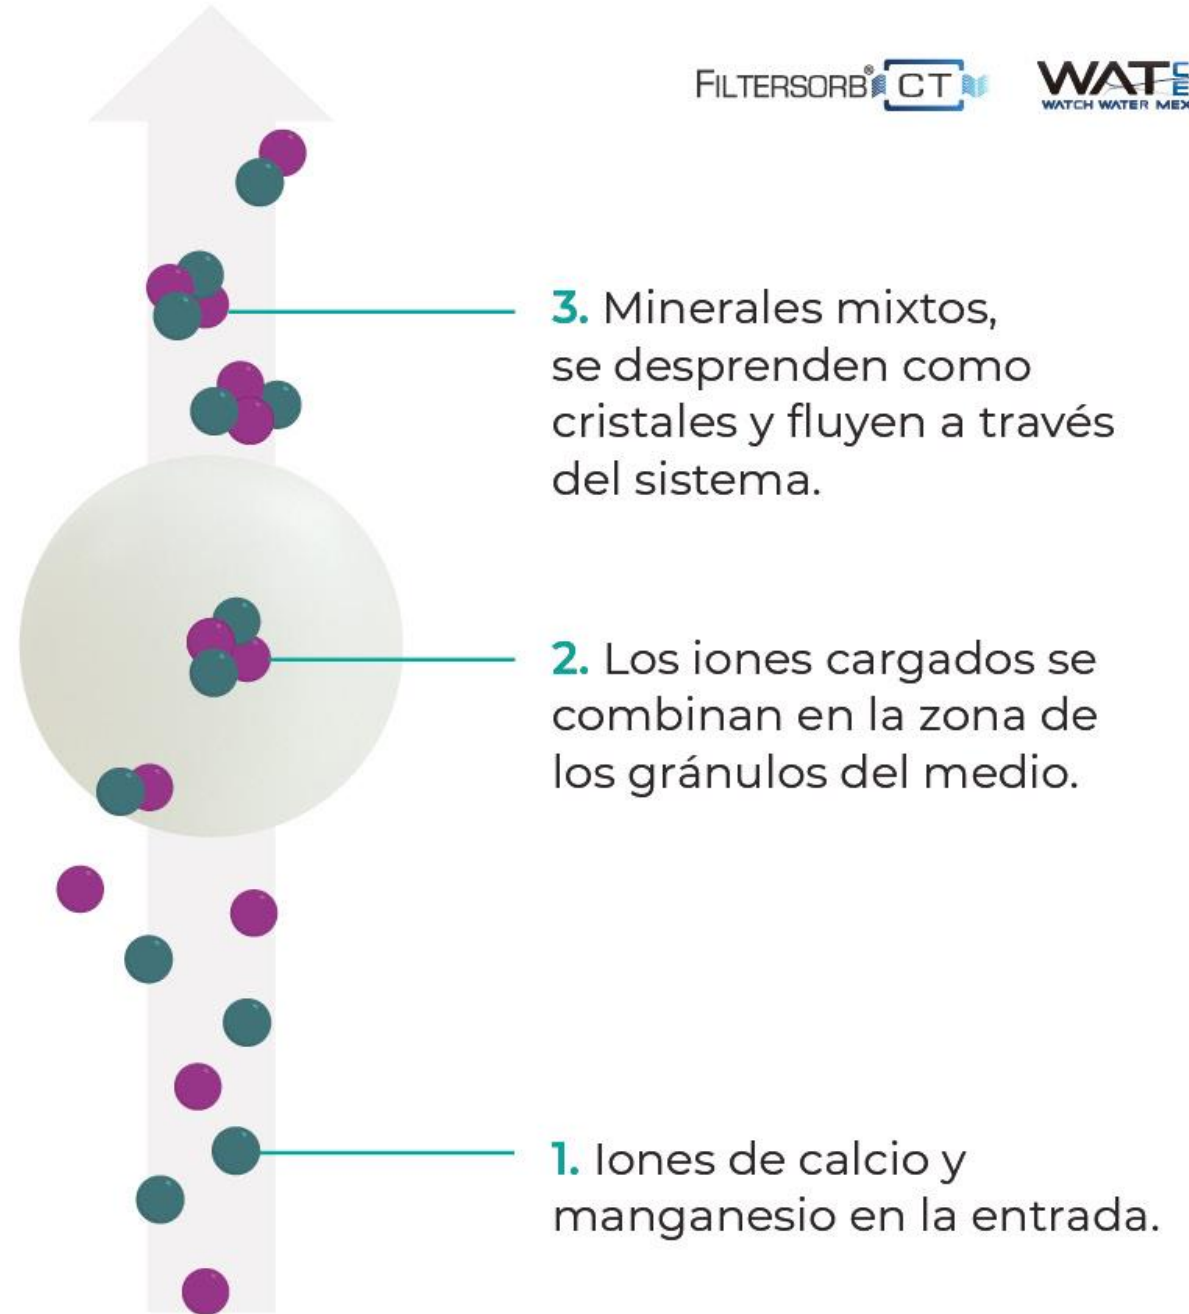 FILTERSORB® CT
WATCH WATER MEX
3. Minerales mixtos,
se desprenden como
cristales y fluyen a través
del sistema.
2. Los iones cargados se
combinan en la zona de
los gránulos del medio.
1. Iones de calcio y
manganesio en la entrada.